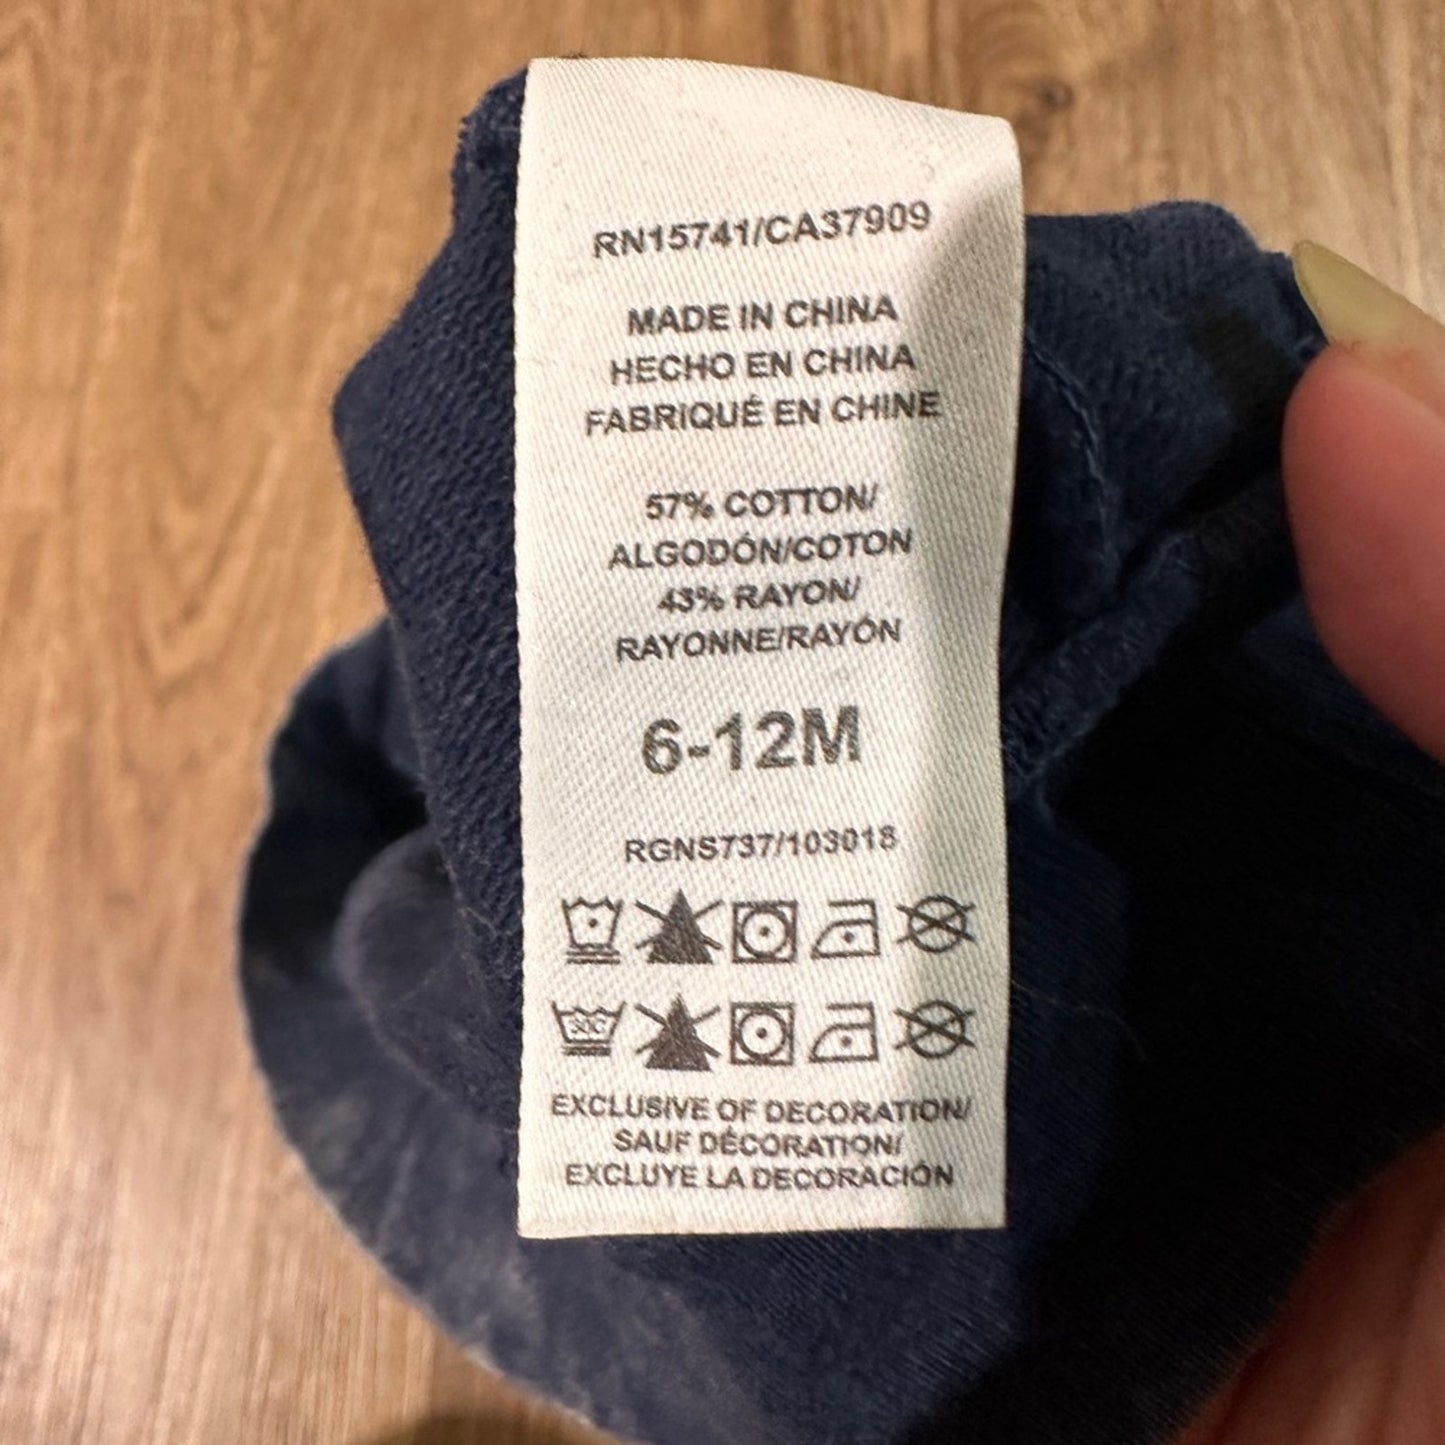 RN15741/CA37909
MADE IN CHINA
HECHO EN CHINA
FABRIQUÉ EN CHINE
57% COTTON/
ALGODÓN/COTON
43% RAYON/
RAYONNE/RAYÓN
6-12M
RGNS737/103018
30C
EXCLUSIVE OF DECORATION/
SAUF DÉCORATION/
EXCLUYE LA DECORACIÓN